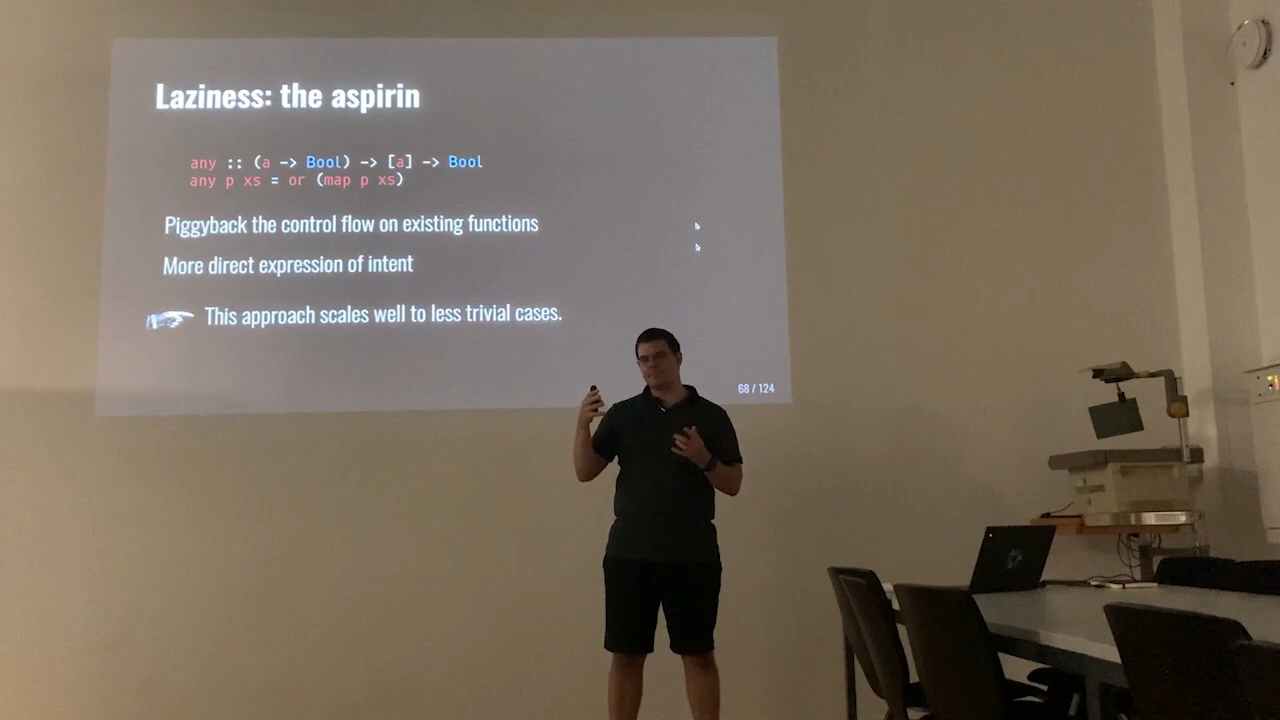 Laziness: the aspirin
any :: (a -> Bool) -> [a] -> Bool
any p xs = or (map p xs)
Piggyback the control flow on existing functions
More direct expression of intent
This approach scales well to less trivial cases.
68 / 124